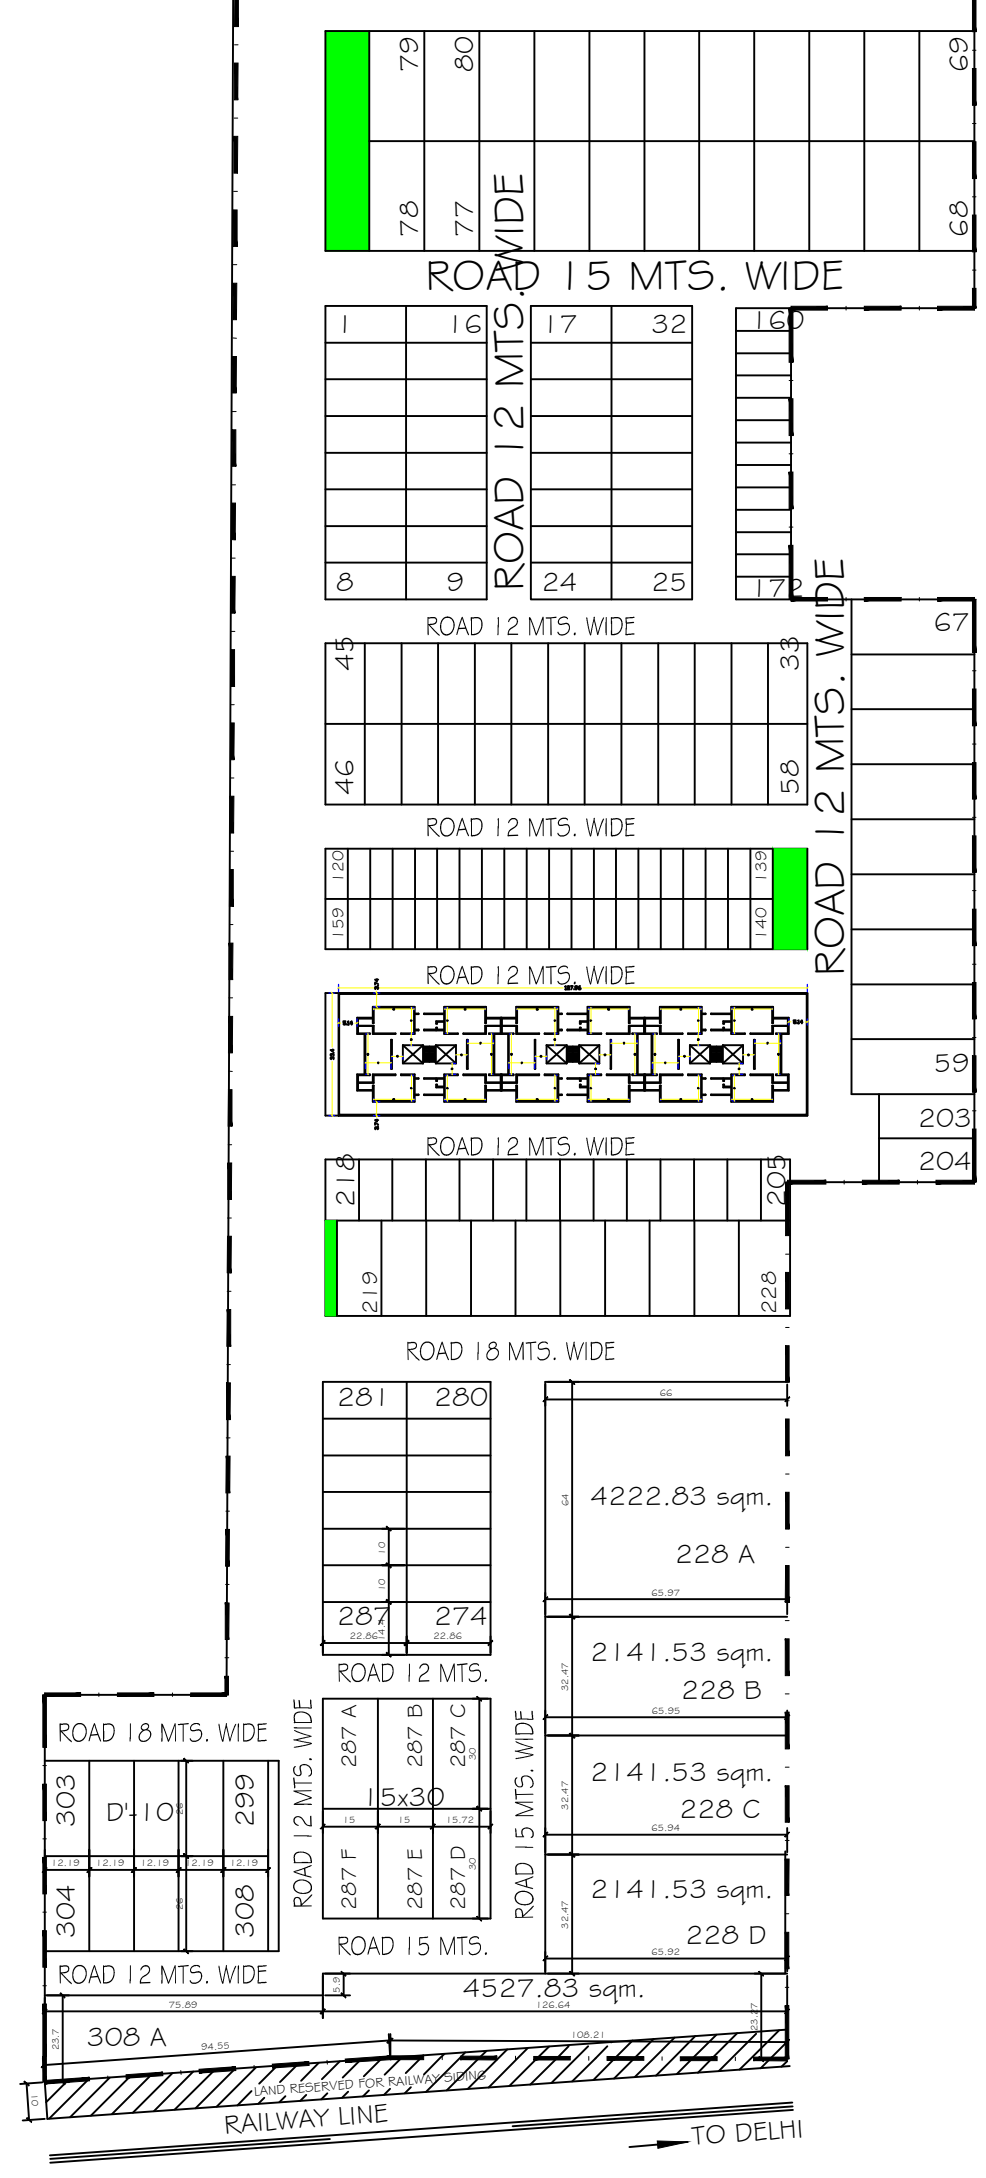 79
80
69
78
77
68
ROAD 15 MTS. WIDE
ROAD 12 MTS. WIDE
1
16
17
32
160
8
9
24
25
172
ROAD 12 MTS. WIDE
67
ROAD 12 MTS. WIDE
45
33
46
58
ROAD 12 MTS. WIDE
120
139
159
140
ROAD 12 MTS. WIDE
59
203
204
ROAD 12 MTS. WIDE
218
205
219
228
ROAD 18 MTS. WIDE
281
280
66
64
4222.83 sqm.
228 A
65.97
10
10
287
274
22.86
22.86
ROAD 12 MTS.
2141.53 sqm.
228 B
32.47
65.95
ROAD 18 MTS. WIDE
ROAD 12 MTS. WIDE
287 A
287 B
287 C
30
ROAD 15 MTS. WIDE
15x30
15
15
15.72
287 F
287 E
287 D
30
2141.53 sqm.
228 C
32.47
65.94
303
D'-10
299
26
12.19
12.19
12.19
12.19
12.19
304
26
308
2141.53 sqm.
228 D
32.47
65.92
ROAD 15 MTS.
ROAD 12 MTS. WIDE
5.9
4527.83 sqm.
75.89
126.64
23.7
308 A
94.55
108.21
23.27
LAND RESERVED FOR RAILWAY SIDING
10
RAILWAY LINE
TO DELHI